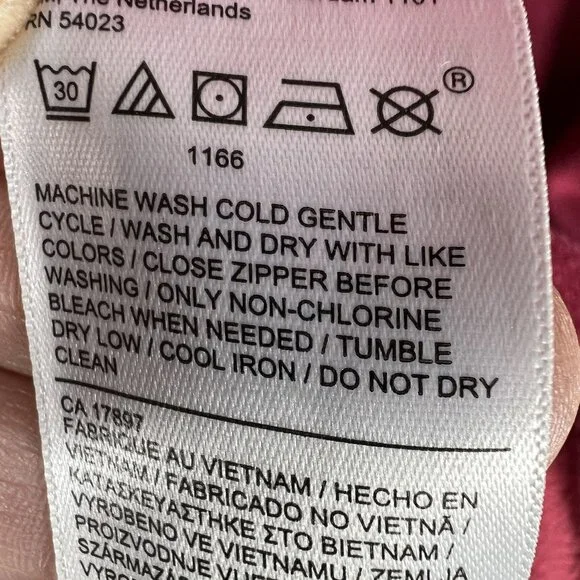 The Netherlands
RN 54023
30
®
1166
MACHINE WASH COLD GENTLE
CYCLE / WASH AND DRY WITH LIKE
COLORS / CLOSE ZIPPER BEFORE
WASHING / ONLY NON-CHLORINE
BLEACH WHEN NEEDED / TUMBLE
DRY LOW / COOL IRON / DO NOT DRY
CLEAN
CA 17897
FABRIQUE AU VIETNAM / HECHO EN
VIETNAM / FABRICADO NO VIETNÃ /
ΚΑΤΑΣΚΕΥΑΣΤΗΚΕ ΣΤΟ ΒΙΕΤΝΑΜ /
VYROBENO VE VIETNAMU / ZEMLJA
PROIZVODNJE